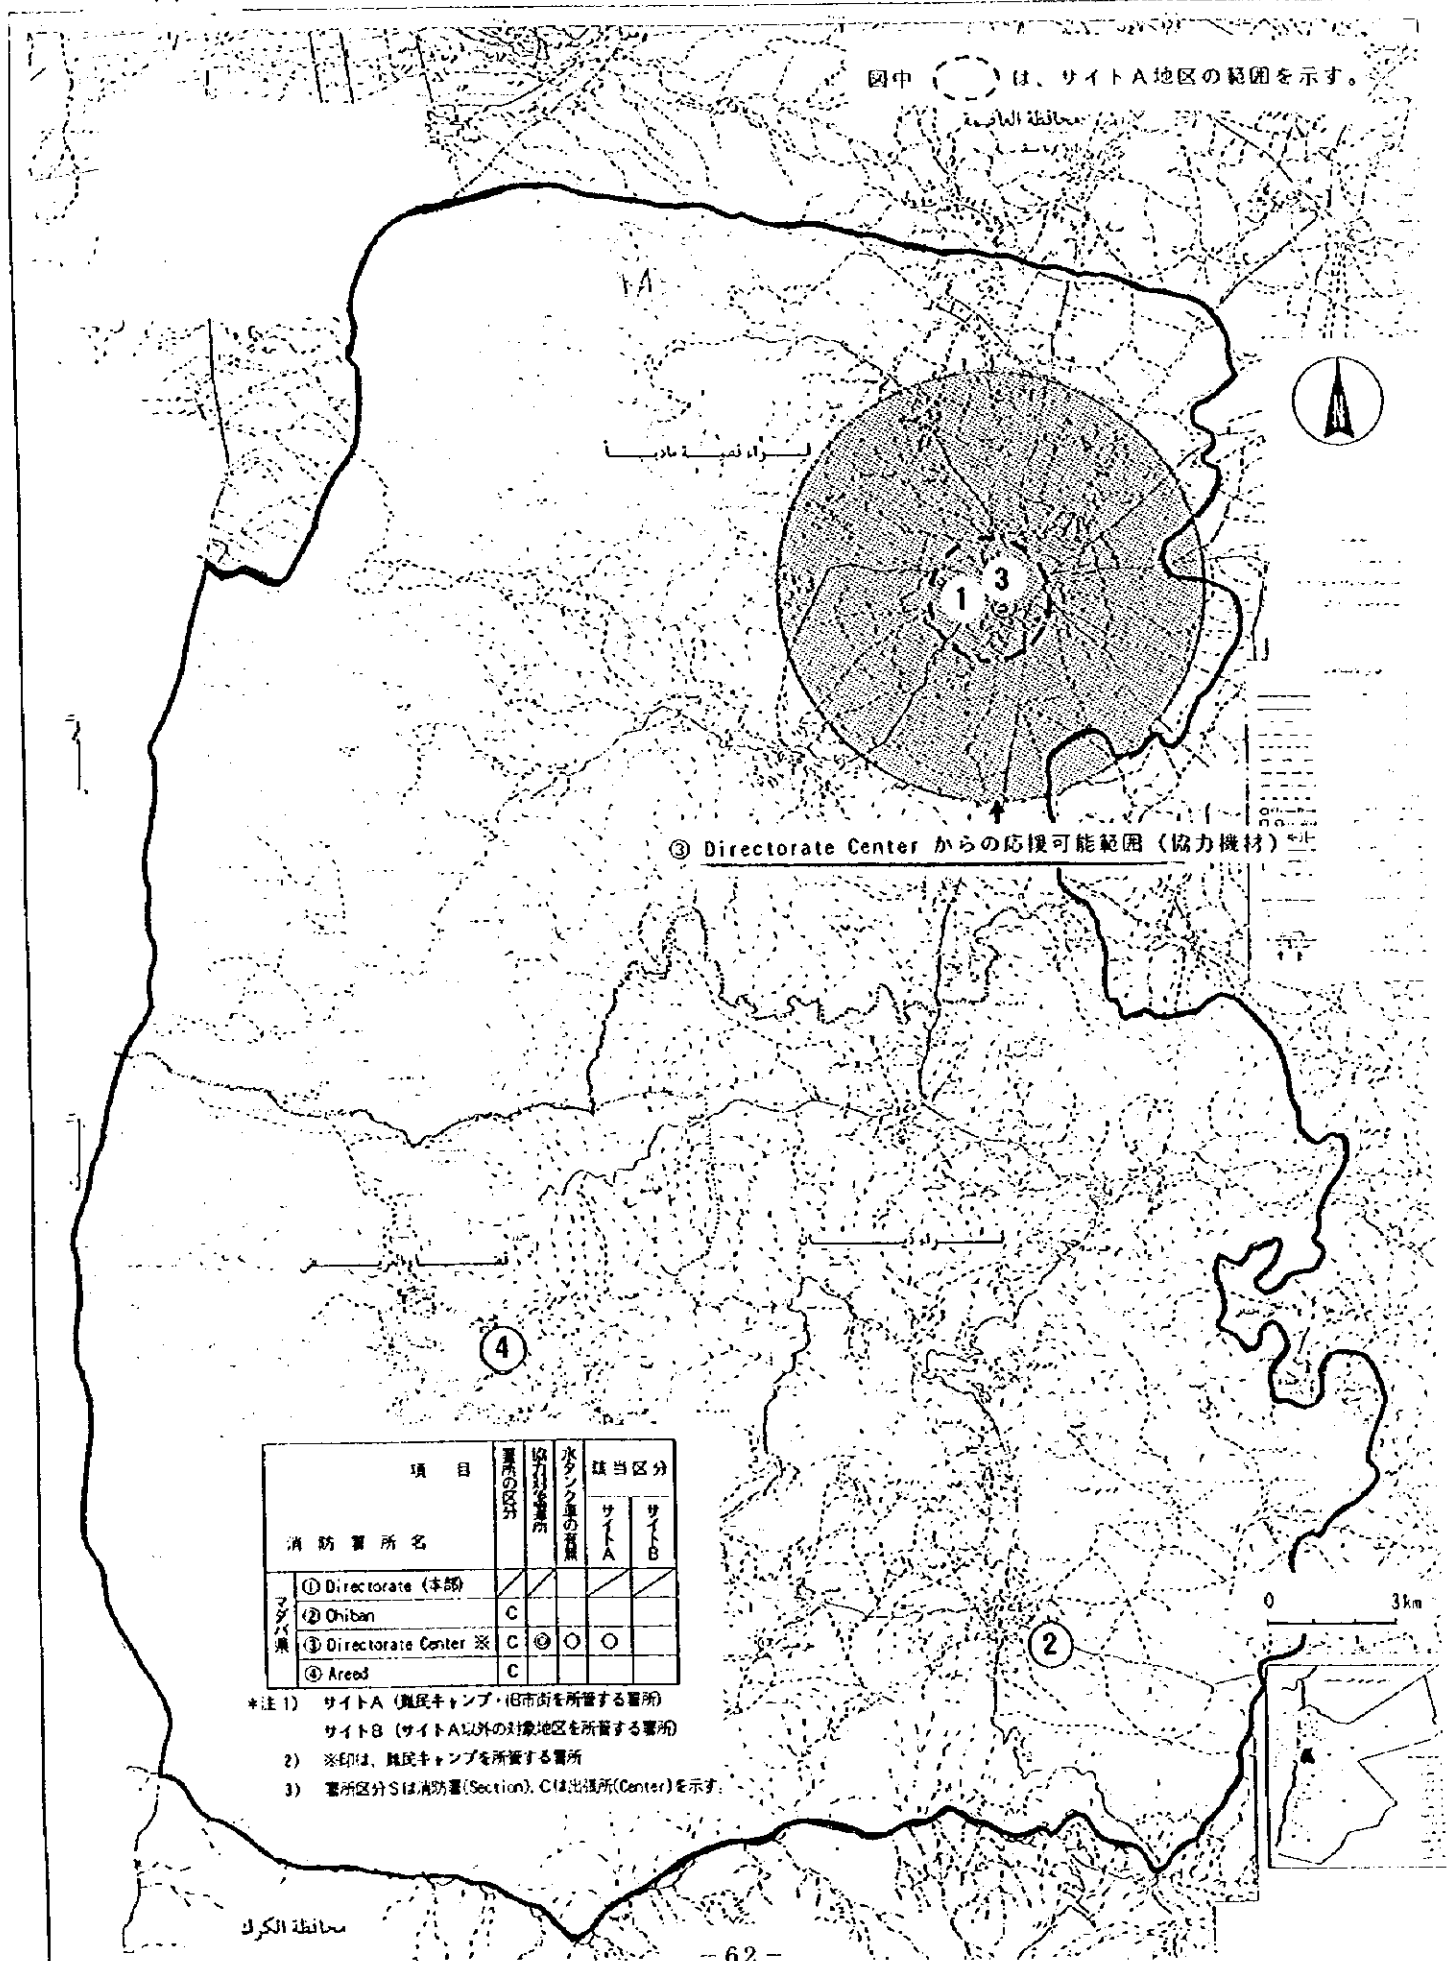 図中 は、サイトA地区の範囲を示す。
محافظة العاصمة
لـــواء قصبـة مادبـــا
1
3
③ Directorate Center からの応援可能範囲（協力機材）
4
2
項目
消防署所名
署所の区分
協力対象署所
水タンク車の有無
該当区分
サイトA
サイトB
マダバ県
① Directorate (本部)
② Dhiban C
③ Directorate Center ※ C ◎ ○ ○
④ Areed C
*注 1) サイトA (難民キャンプ・旧市街を所管する署所)
サイトB (サイトA以外の対象地区を所管する署所)
2) ※印は、難民キャンプを所管する署所
3) 署所区分Sは消防署(Section), Cは出張所(Center)を示す.
0 3km
محافظة الكرك
- 62 -